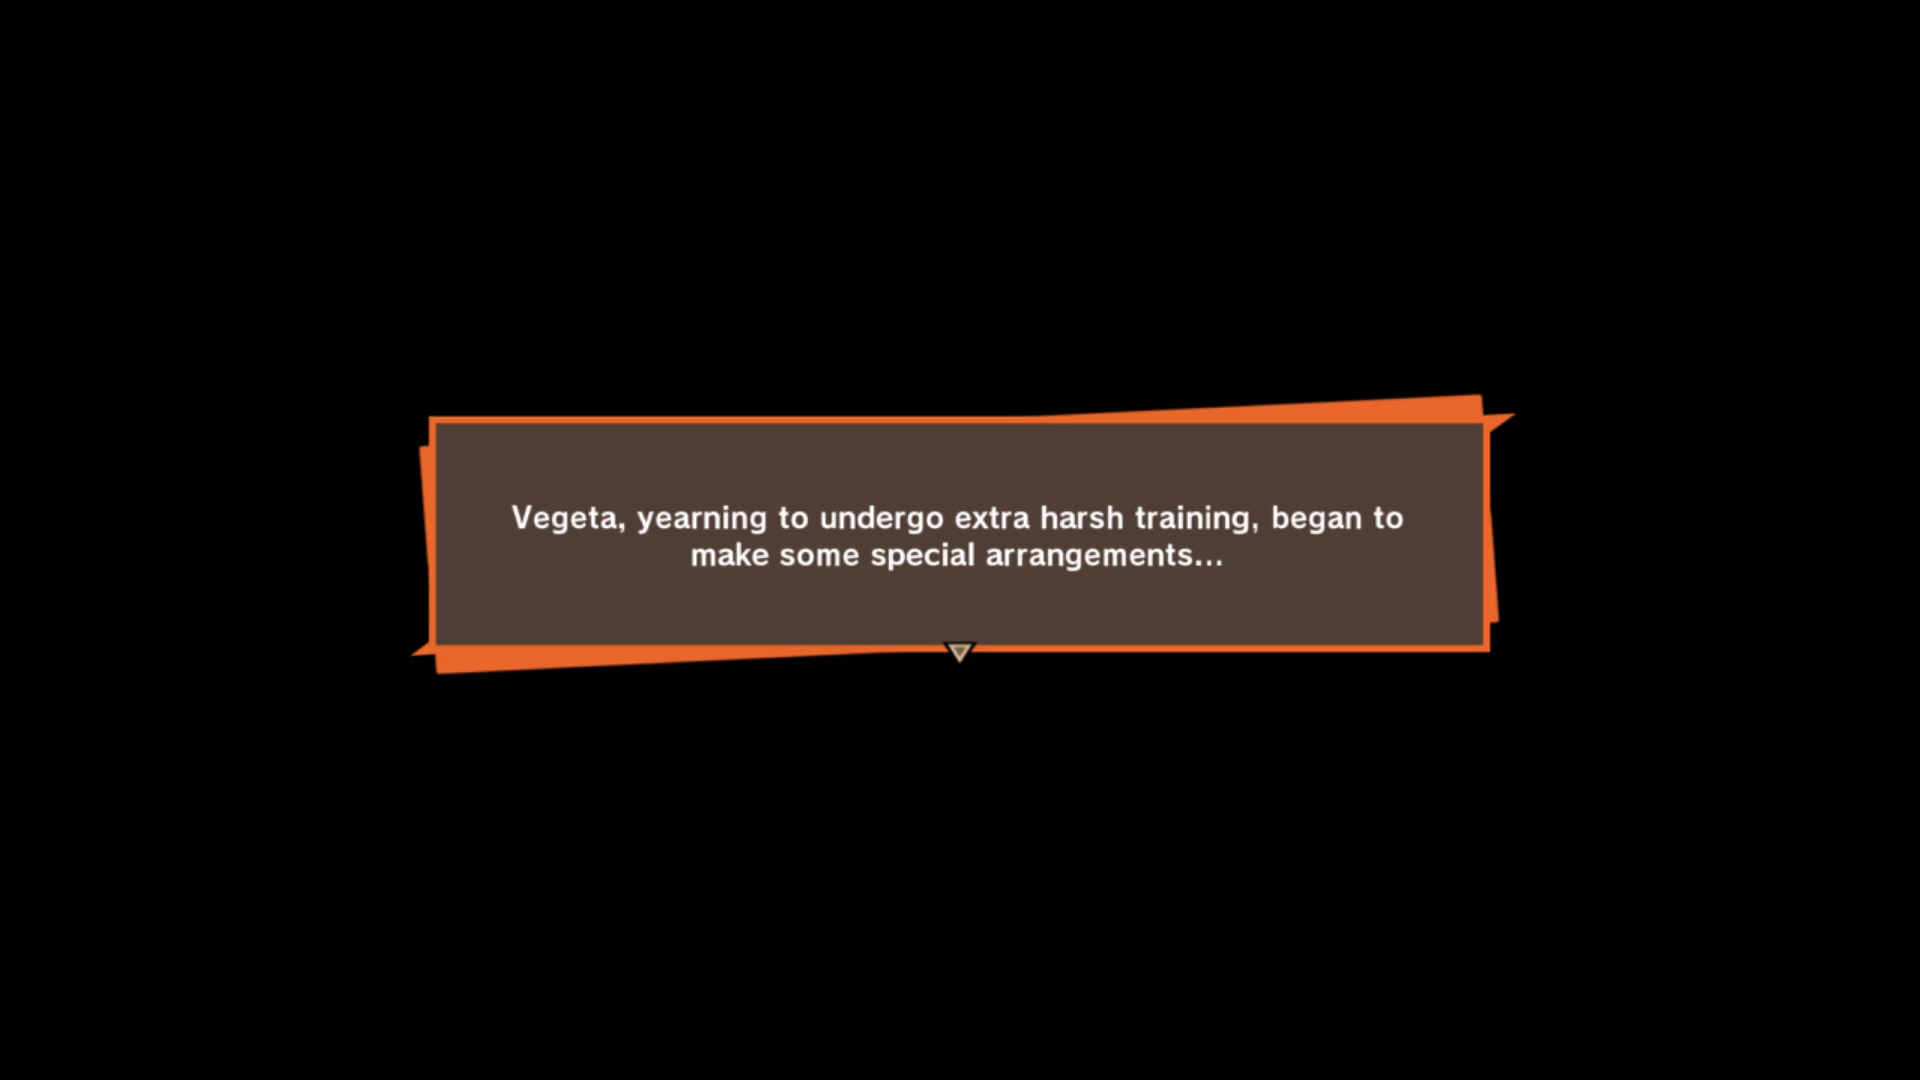 Vegeta, yearning to undergo extra harsh training, began to
make some special arrangements...